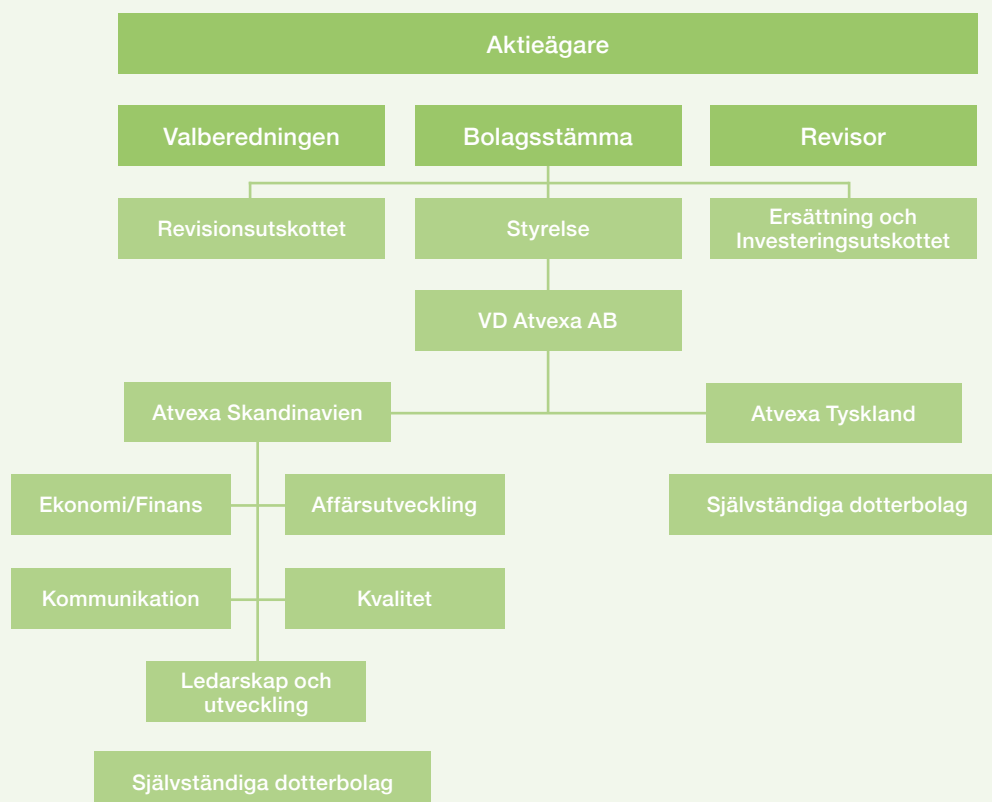 Aktieägare
Valberedningen
Bolagsstämma
Revisor
Revisionsutskottet
Styrelse
Ersättning och
Investeringsutskottet
VD Atvexa AB
Atvexa Skandinavien
Atvexa Tyskland
Ekonomi/Finans
Affärsutveckling
Självständiga dotterbolag
Kommunikation
Kvalitet
Ledarskap och
utveckling
Självständiga dotterbolag